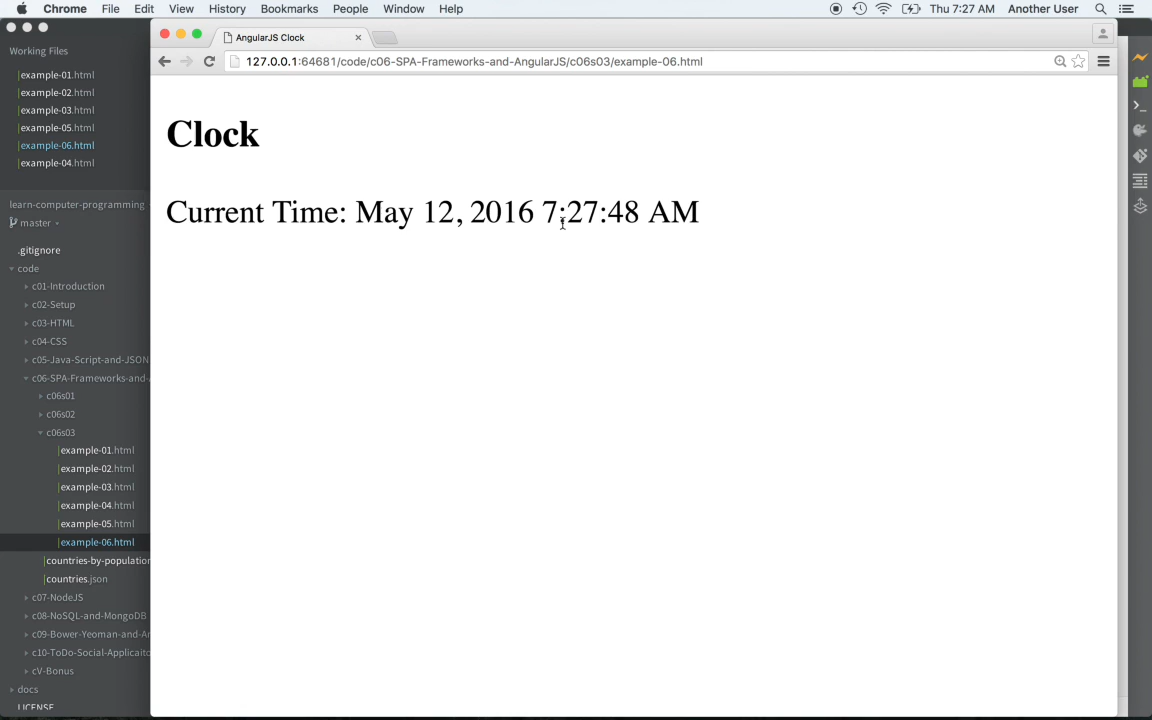 Chrome File Edit View History Bookmarks People Window Help Thu 7:27 AM Another User
Working Files
example-01.html
example-02.html
example-03.html
example-05.html
example-06.html
example-04.html
learn-computer-programming
master
.gitignore
code
c01-Introduction
c02-Setup
c03-HTML
c04-CSS
c05-Java-Script-and-JSON
c06-SPA-Frameworks-and-
c06s01
c06s02
c06s03
example-01.html
example-02.html
example-03.html
example-04.html
example-05.html
example-06.html
countries-by-population
countries.json
c07-NodeJS
c08-NoSQL-and-MongoDB
c09-Bower-Yeoman-and-
c10-ToDo-Social-Applicaito
cV-Bonus
docs
LICENSE
AngularJS Clock
127.0.0.1:64681/code/c06-SPA-Frameworks-and-AngularJS/c06s03/example-06.html
Clock
Current Time: May 12, 2016 7:27:48 AM